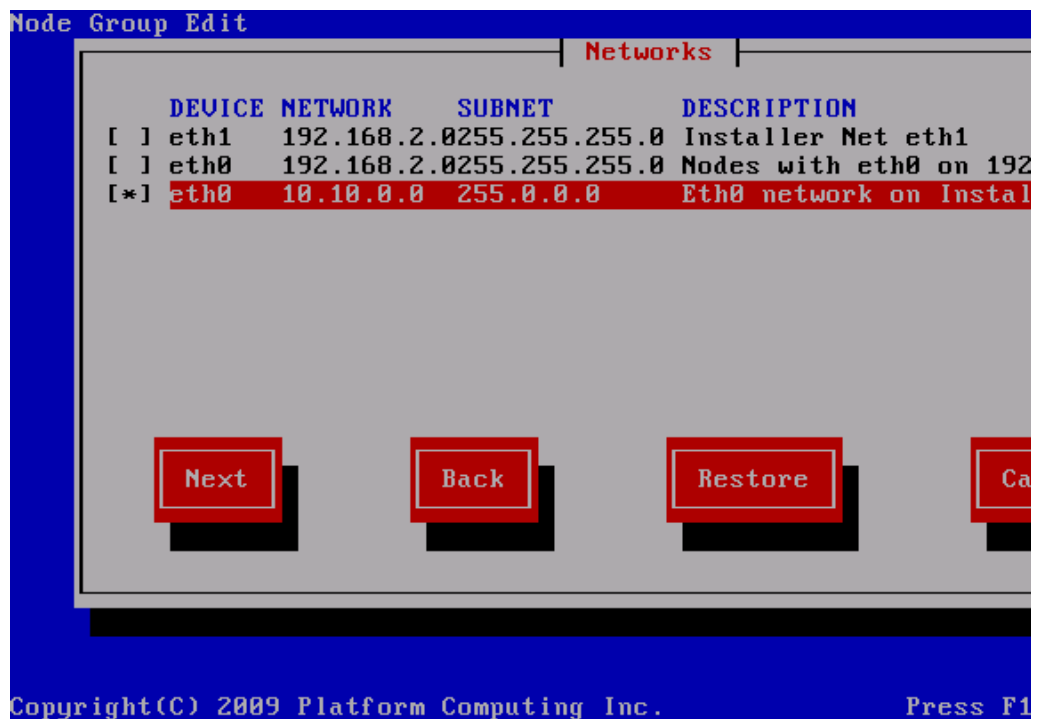 Node Group Edit
Networks
DEVICE NETWORK SUBNET DESCRIPTION
[ ] eth1 192.168.2.0255.255.255.0 Installer Net eth1
[ ] eth0 192.168.2.0255.255.255.0 Nodes with eth0 on 192
[*] eth0 10.10.0.0 255.0.0.0 Eth0 network on Instal
Next Back Restore Ca
Copyright(C) 2009 Platform Computing Inc. Press F1